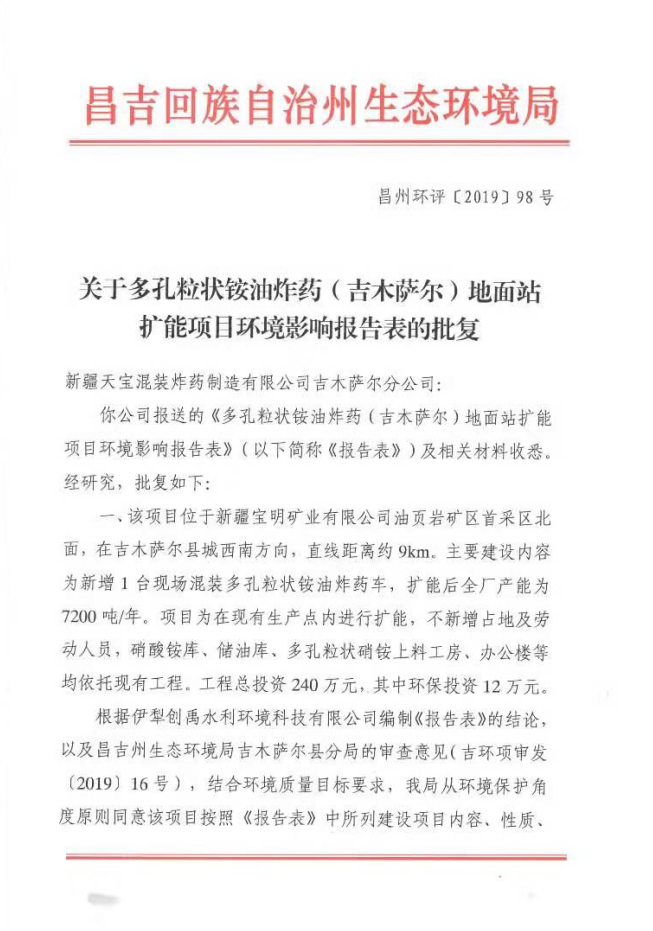 昌吉回族自治州生态环境局
昌州环评〔2019〕98号
关于多孔粒状铵油炸药（吉木萨尔）地面站
扩能项目环境影响报告表的批复
新疆天宝混装炸药制造有限公司吉木萨尔分公司：
你公司报送的《多孔粒状铵油炸药（吉木萨尔）地面站扩能
项目环境影响报告表》（以下简称《报告表》）及相关材料收悉。
经研究，批复如下：
一、该项目位于新疆宝明矿业有限公司油页岩矿区首采区北
面，在吉木萨尔县城西南方向，直线距离约9km。主要建设内容
为新增1台现场混装多孔粒状铵油炸药车，扩能后全厂产能为
7200吨/年。项目为在现有生产点内进行扩能，不新增占地及劳
动人员，硝酸铵库、储油库、多孔粒状硝铵上料工房、办公楼等
均依托现有工程。工程总投资240万元，其中环保投资12万元。
根据伊犁创禹水利环境科技有限公司编制《报告表》的结论，
以及昌吉州生态环境局吉木萨尔县分局的审查意见（吉环项审发
〔2019〕16号），结合环境质量目标要求，我局从环境保护角
度原则同意该项目按照《报告表》中所列建设项目内容、性质、